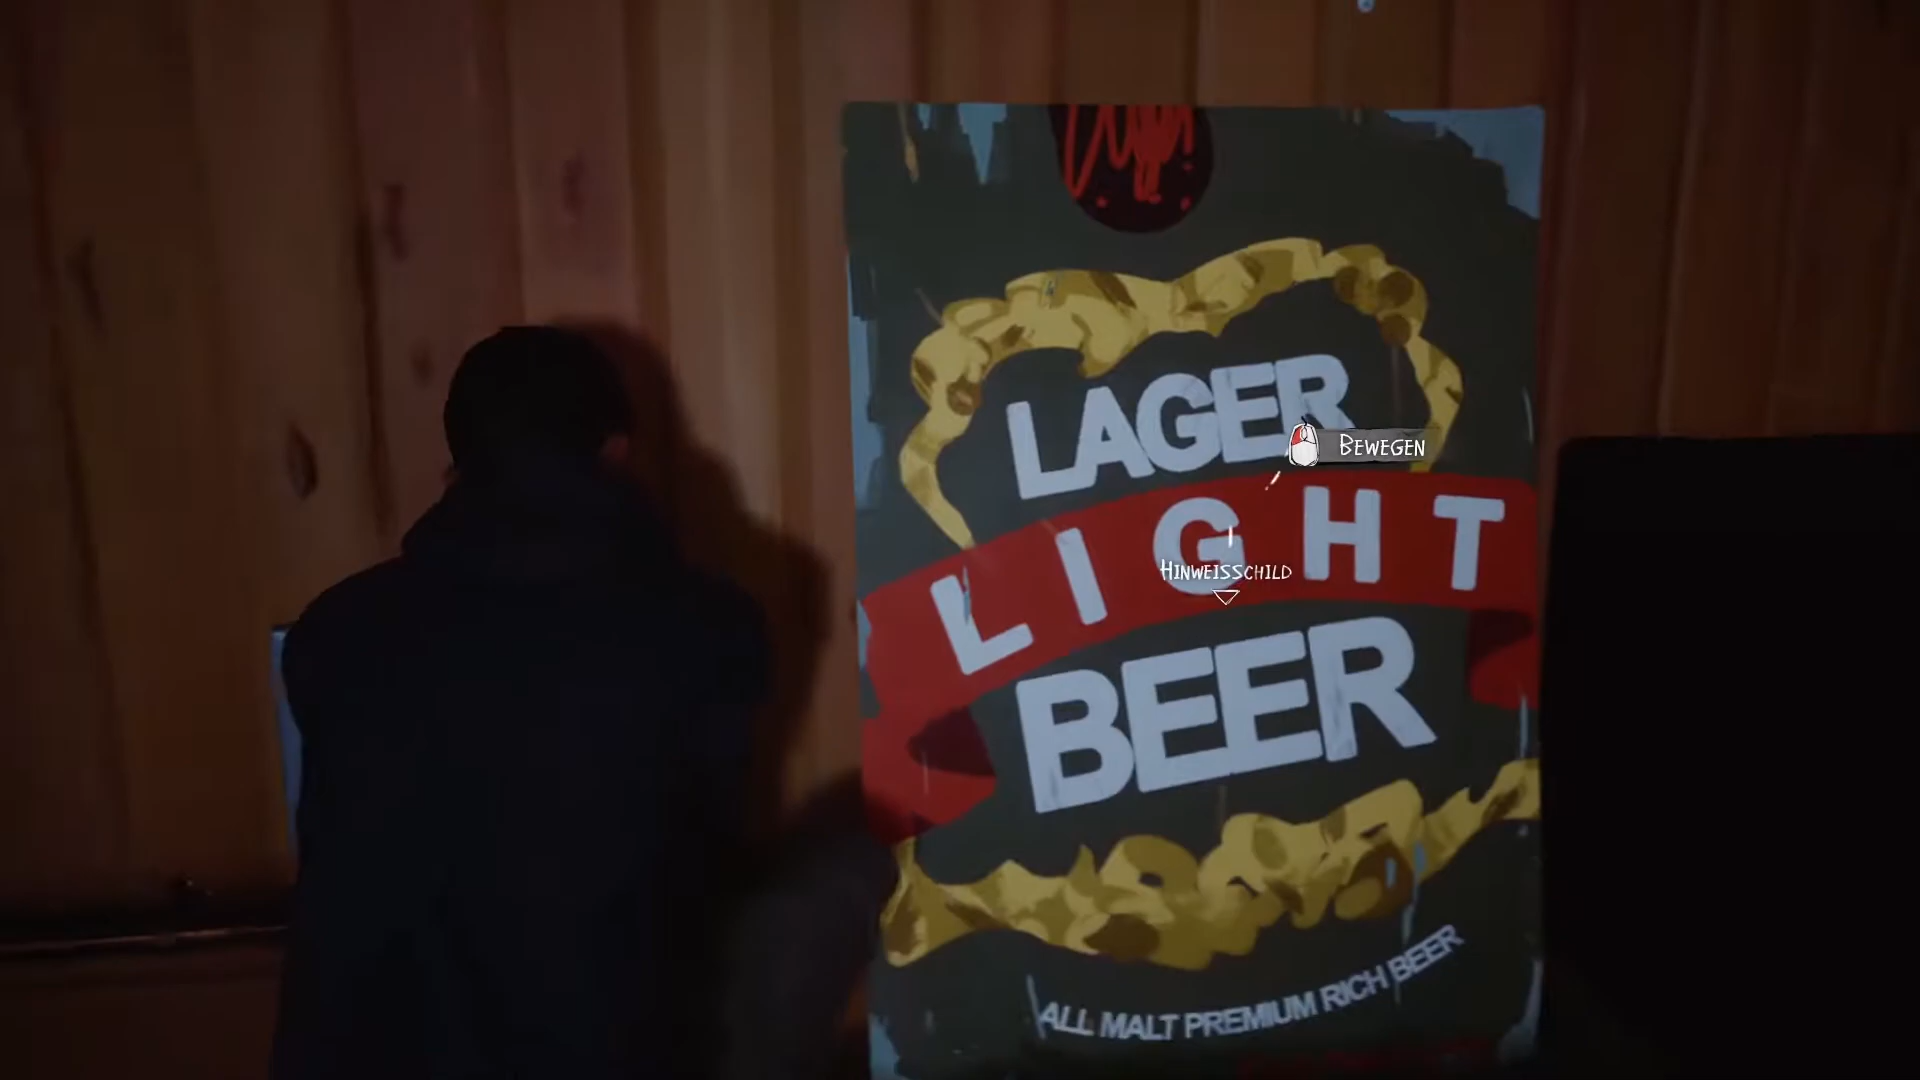 LAGER
BEWEGEN
LIGHT
HINWEISSCHILD
BEER
ALL MALT PREMIUM RICH BEER